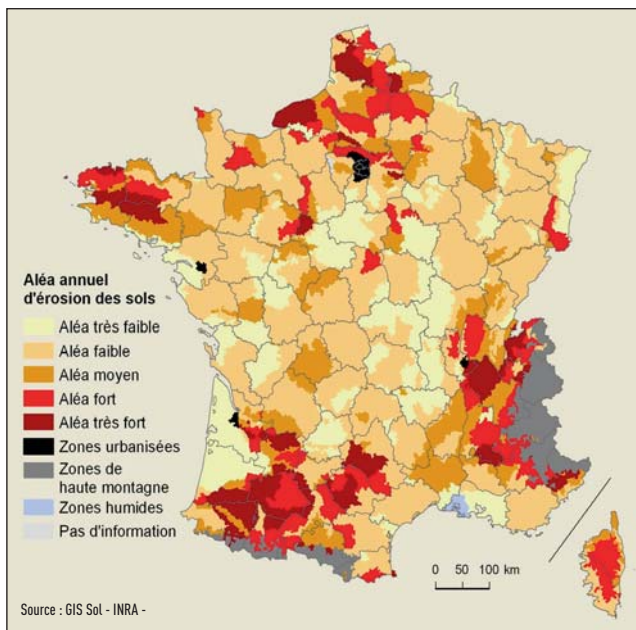 Aléa annuel
d'érosion des sols
Aléa très faible
Aléa faible
Aléa moyen
Aléa fort
Aléa très fort
Zones urbanisées
Zones de
haute montagne
Zones humides
Pas d'information
0 50 100 km
Source : GIS Sol - INRA -